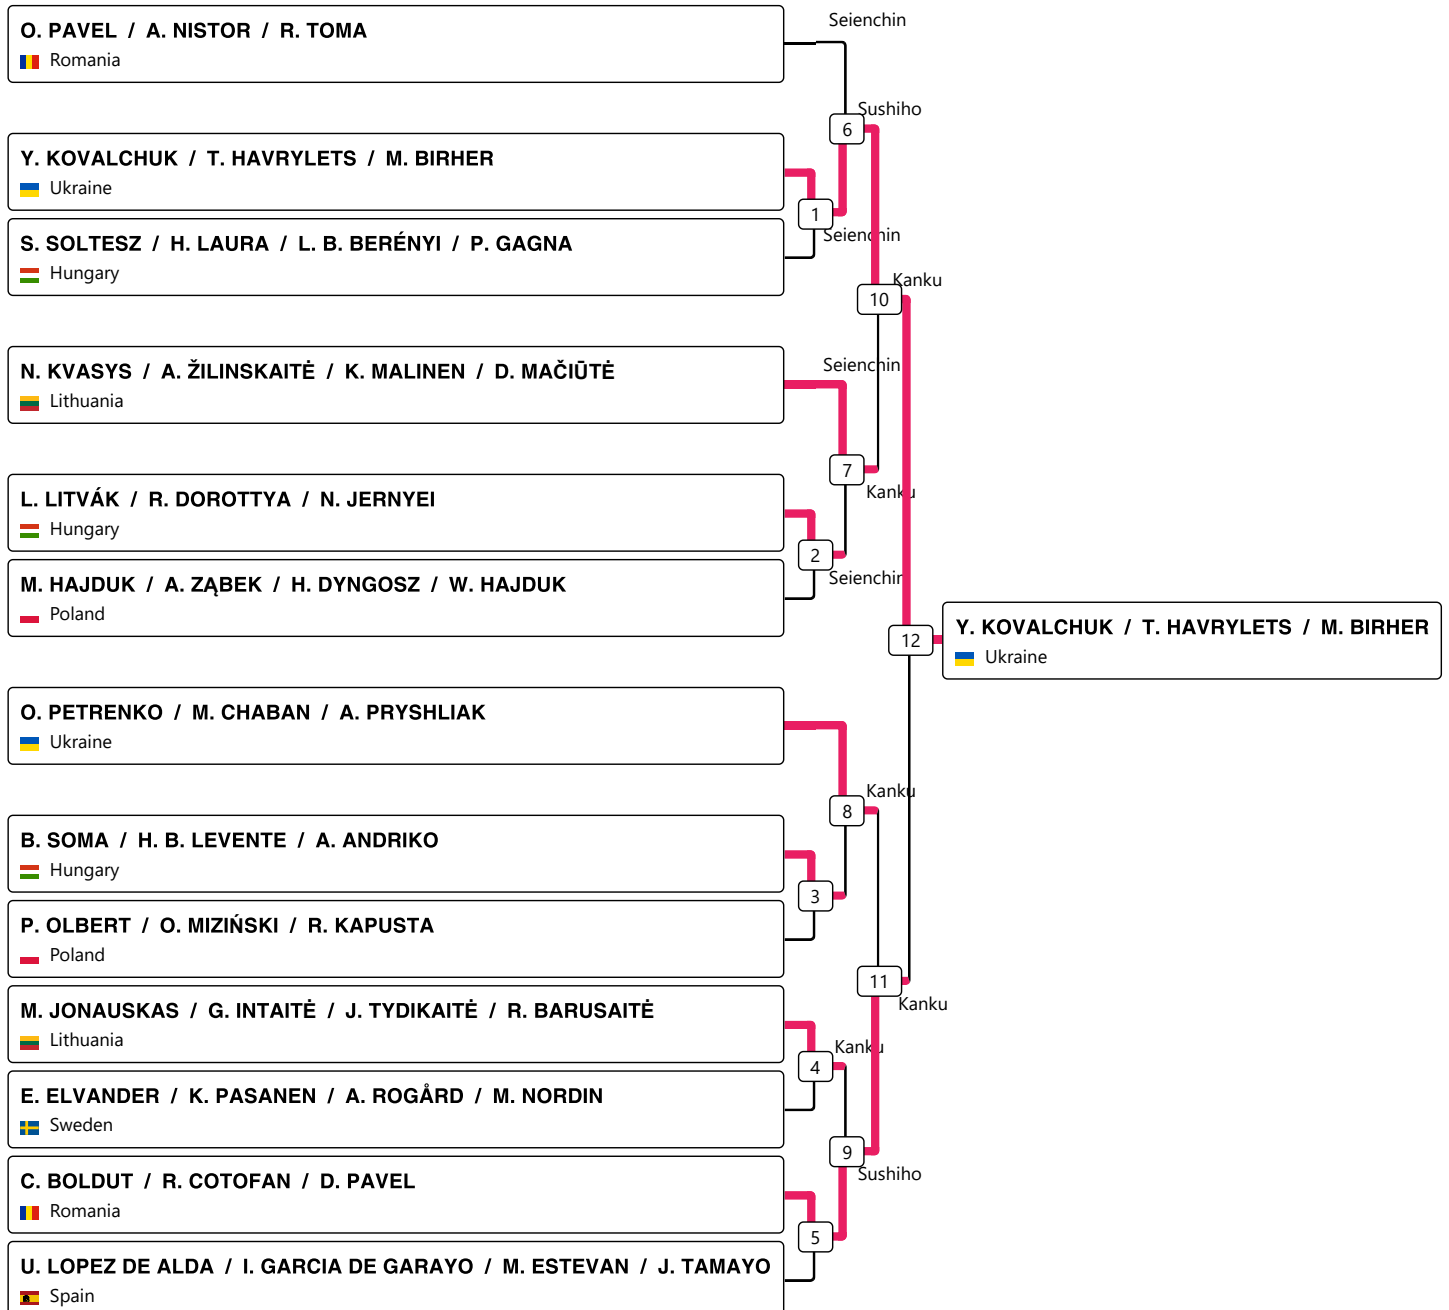 O. PAVEL / A. NISTOR / R. TOMA
Romania
Seienchin
Sushiho
6
Y. KOVALCHUK / T. HAVRYLETS / M. BIRHER
Ukraine
1
Seienchin
S. SOLTESZ / H. LAURA / L. B. BERÉNYI / P. GAGNA
Hungary
Kanku
10
N. KVASYS / A. ŽILINSKAITĖ / K. MALINEN / D. MAČIŪTĖ
Lithuania
Seienchin
7
Kanku
L. LITVÁK / R. DOROTTYA / N. JERNYEI
Hungary
2
Seienchin
M. HAJDUK / A. ZĄBEK / H. DYNGOSZ / W. HAJDUK
Poland
12
Y. KOVALCHUK / T. HAVRYLETS / M. BIRHER
Ukraine
O. PETRENKO / M. CHABAN / A. PRYSHLIAK
Ukraine
Kanku
8
B. SOMA / H. B. LEVENTE / A. ANDRIKO
Hungary
3
P. OLBERT / O. MIZIŃSKI / R. KAPUSTA
Poland
11
Kanku
M. JONAUSKAS / G. INTAITĖ / J. TYDIKAITĖ / R. BARUSAITĖ
Lithuania
Kanku
4
E. ELVANDER / K. PASANEN / A. ROGÅRD / M. NORDIN
Sweden
9
Sushiho
C. BOLDUT / R. COTOFAN / D. PAVEL
Romania
5
U. LOPEZ DE ALDA / I. GARCIA DE GARAYO / M. ESTEVAN / J. TAMAYO
Spain